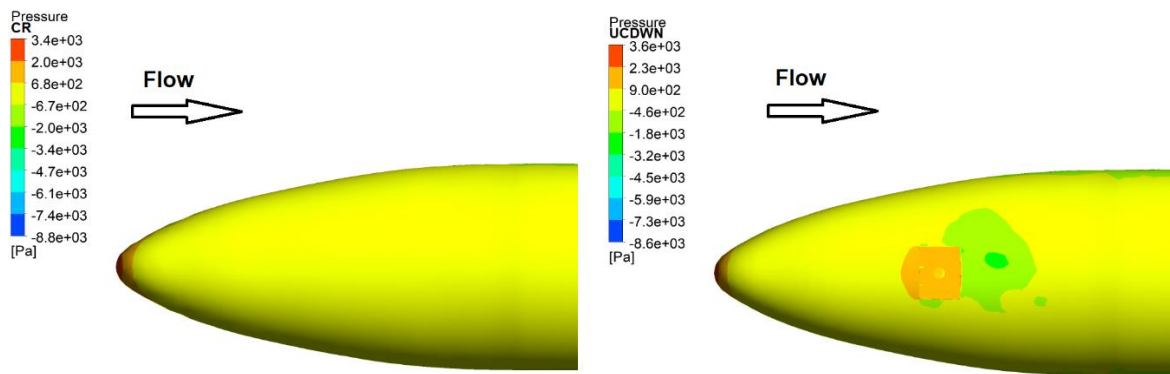 Pressure
CR
3.4e+03
2.0e+03
6.8e+02
-6.7e+02
-2.0e+03
-3.4e+03
-4.7e+03
-6.1e+03
-7.4e+03
-8.8e+03
[Pa]
Flow
Pressure
UCDWN
3.6e+03
2.3e+03
9.0e+02
-4.6e+02
-1.8e+03
-3.2e+03
-4.5e+03
-5.9e+03
-7.3e+03
-8.6e+03
[Pa]
Flow